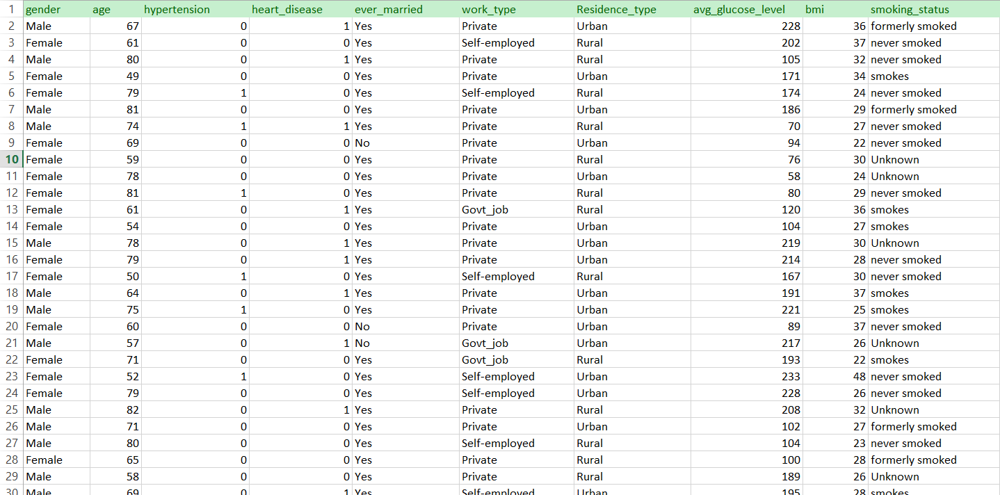 1 gender age hypertension heart_disease ever_married work_type Residence_type avg_glucose_level bmi smoking_status
2 Male 67 0 1 Yes Private Urban 228 36 formerly smoked
3 Female 61 0 0 Yes Self-employed Rural 202 37 never smoked
4 Male 80 0 1 Yes Private Rural 105 32 never smoked
5 Female 49 0 0 Yes Private Urban 171 34 smokes
6 Female 79 1 0 Yes Self-employed Rural 174 24 never smoked
7 Male 81 0 0 Yes Private Urban 186 29 formerly smoked
8 Male 74 1 1 Yes Private Rural 70 27 never smoked
9 Female 69 0 0 No Private Urban 94 22 never smoked
10 Female 59 0 0 Yes Private Rural 76 30 Unknown
11 Female 78 0 0 Yes Private Urban 58 24 Unknown
12 Female 81 1 0 Yes Private Rural 80 29 never smoked
13 Female 61 0 1 Yes Govt_job Rural 120 36 smokes
14 Female 54 0 0 Yes Private Urban 104 27 smokes
15 Male 78 0 1 Yes Private Urban 219 30 Unknown
16 Female 79 0 1 Yes Private Urban 214 28 never smoked
17 Female 50 1 0 Yes Self-employed Rural 167 30 never smoked
18 Male 64 0 1 Yes Private Urban 191 37 smokes
19 Male 75 1 0 Yes Private Urban 221 25 smokes
20 Female 60 0 0 No Private Urban 89 37 never smoked
21 Male 57 0 1 No Govt_job Urban 217 26 Unknown
22 Female 71 0 0 Yes Govt_job Rural 193 22 smokes
23 Female 52 1 0 Yes Self-employed Urban 233 48 never smoked
24 Female 79 0 0 Yes Self-employed Urban 228 26 never smoked
25 Male 82 0 1 Yes Private Rural 208 32 Unknown
26 Male 71 0 0 Yes Private Urban 102 27 formerly smoked
27 Male 80 0 0 Yes Self-employed Rural 104 23 never smoked
28 Female 65 0 0 Yes Private Rural 100 28 formerly smoked
29 Male 58 0 0 Yes Private Rural 189 26 Unknown
30 Male 69 0 1 Yes Self-employed Urban 195 28 smokes